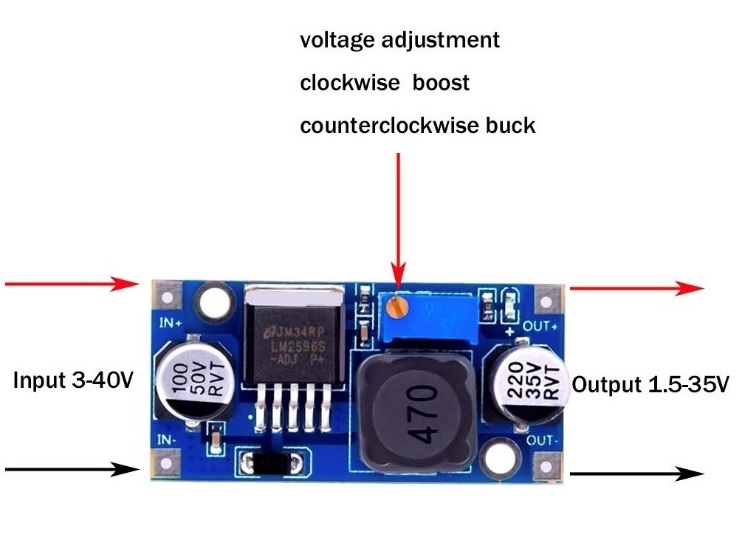 voltage adjustment
clockwise boost
counterclockwise buck
IN+
JM34RP
LM2596S
-ADJ P+
+
OUT+
Input 3-40V
100
50V
RVT
470
220
35V
RVT
Output 1.5-35V
IN-
OUT-